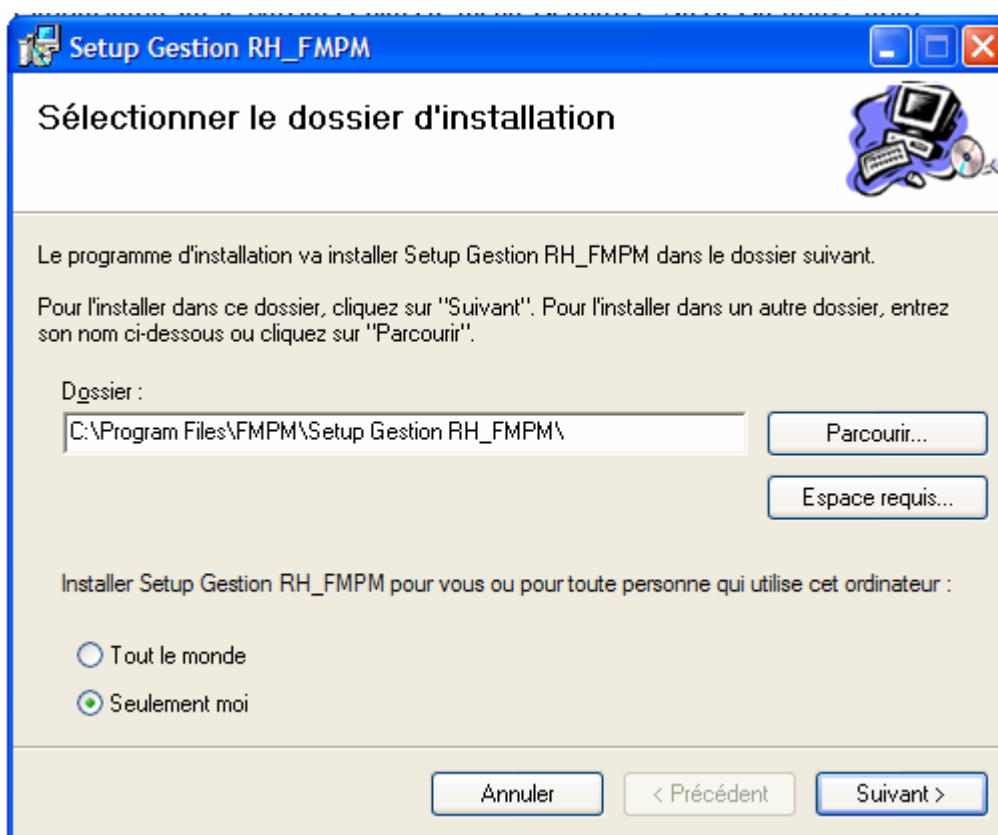 Setup Gestion RH_FMPM
Sélectionner le dossier d'installation
Le programme d'installation va installer Setup Gestion RH_FMPM dans le dossier suivant.
Pour l'installer dans ce dossier, cliquez sur "Suivant". Pour l'installer dans un autre dossier, entrez
son nom ci-dessous ou cliquez sur "Parcourir".
Dossier :
C:\Program Files\FMPM\Setup Gestion RH_FMPM\
Parcourir...
Espace requis...
Installer Setup Gestion RH_FMPM pour vous ou pour toute personne qui utilise cet ordinateur :
Tout le monde
Seulement moi
Annuler
< Précédent
Suivant >